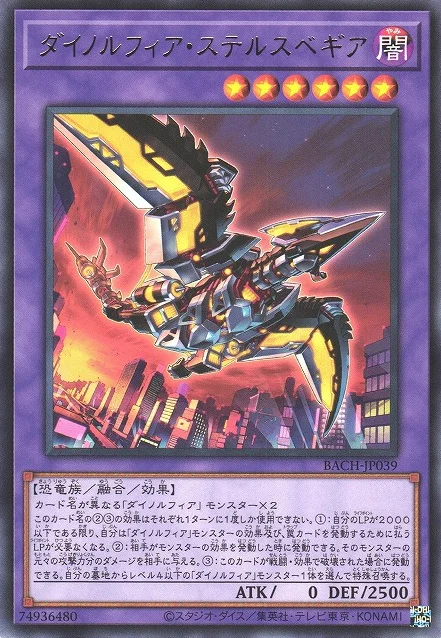 ダイノルフィア・ステルスベギア
闇
BACH-JP039
【恐竜族／融合／効果】
カード名が異なる「ダイノルフィア」モンスター×2
このカード名の②③の効果はそれぞれ1ターンに1度しか使用できない。①：自分のLPが2000
以下である限り、自分は「ダイノルフィア」モンスターの効果及び、罠カードを発動するために払う
LPが必要なくなる。②：相手がモンスターの効果を発動した時に発動できる。そのモンスターの
元々の攻撃力分のダメージを相手に与える。③：このカードが戦闘・効果で破壊された場合に発動
できる。自分の墓地からレベル4以下の「ダイノルフィア」モンスター1体を選んで特殊召喚する。
ATK/ 0 DEF/2500
74936480 ©スタジオ・ダイス／集英社・テレビ東京・KONAMI